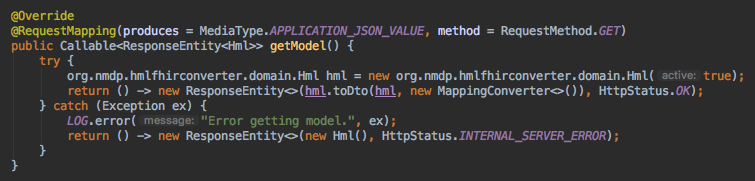 @Override
@RequestMapping(produces = MediaType.APPLICATION_JSON_VALUE, method = RequestMethod.GET)
public Callable<ResponseEntity<Hml>> getModel() {
    try {
        org.nmdp.hmlfhirconverter.domain.Hml hml = new org.nmdp.hmlfhirconverter.domain.Hml( active: true);
        return () -> new ResponseEntity<>(hml.toDto(hml, new MappingConverter<>()), HttpStatus.OK);
    } catch (Exception ex) {
        LOG.error( message: "Error getting model.", ex);
        return () -> new ResponseEntity<>(new Hml(), HttpStatus.INTERNAL_SERVER_ERROR);
    }
}